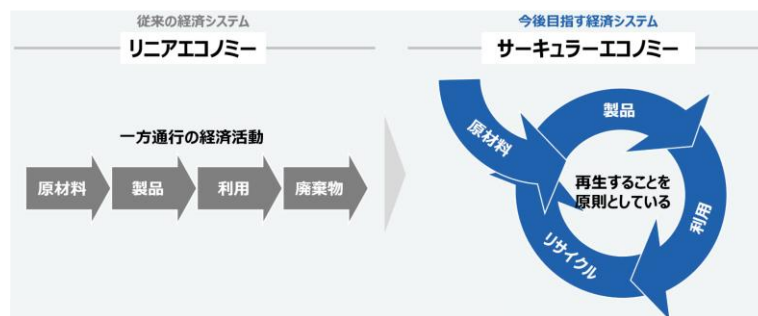 従来の経済システム
リニアエコノミー
一方通行の経済活動
原材料
製品
利用
廃棄物
今後目指す経済システム
サーキュラーエコノミー
原材料
製品
利用
リサイクル
再生することを
原則としている